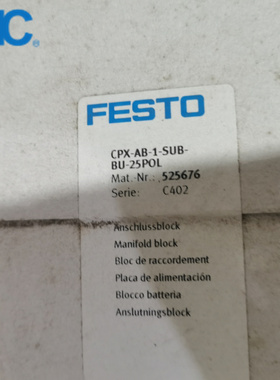 C®
FESTO
CPX-AB-1-SUB-
BU-25POL
Mat.-Nr.: 525676
Serie: C402
Anschlussblock
Manifold block
Bloc de raccordement
Placa de alimentación
Blocco batteria
Anslutningsblock